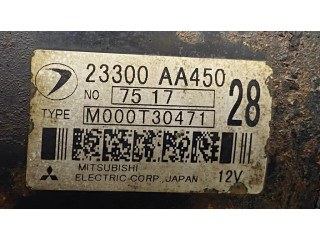 23300 AA450
NO 75 17
28
TYPE M000T30471
MITSUBISHI
ELECTRIC CORP. JAPAN 12V